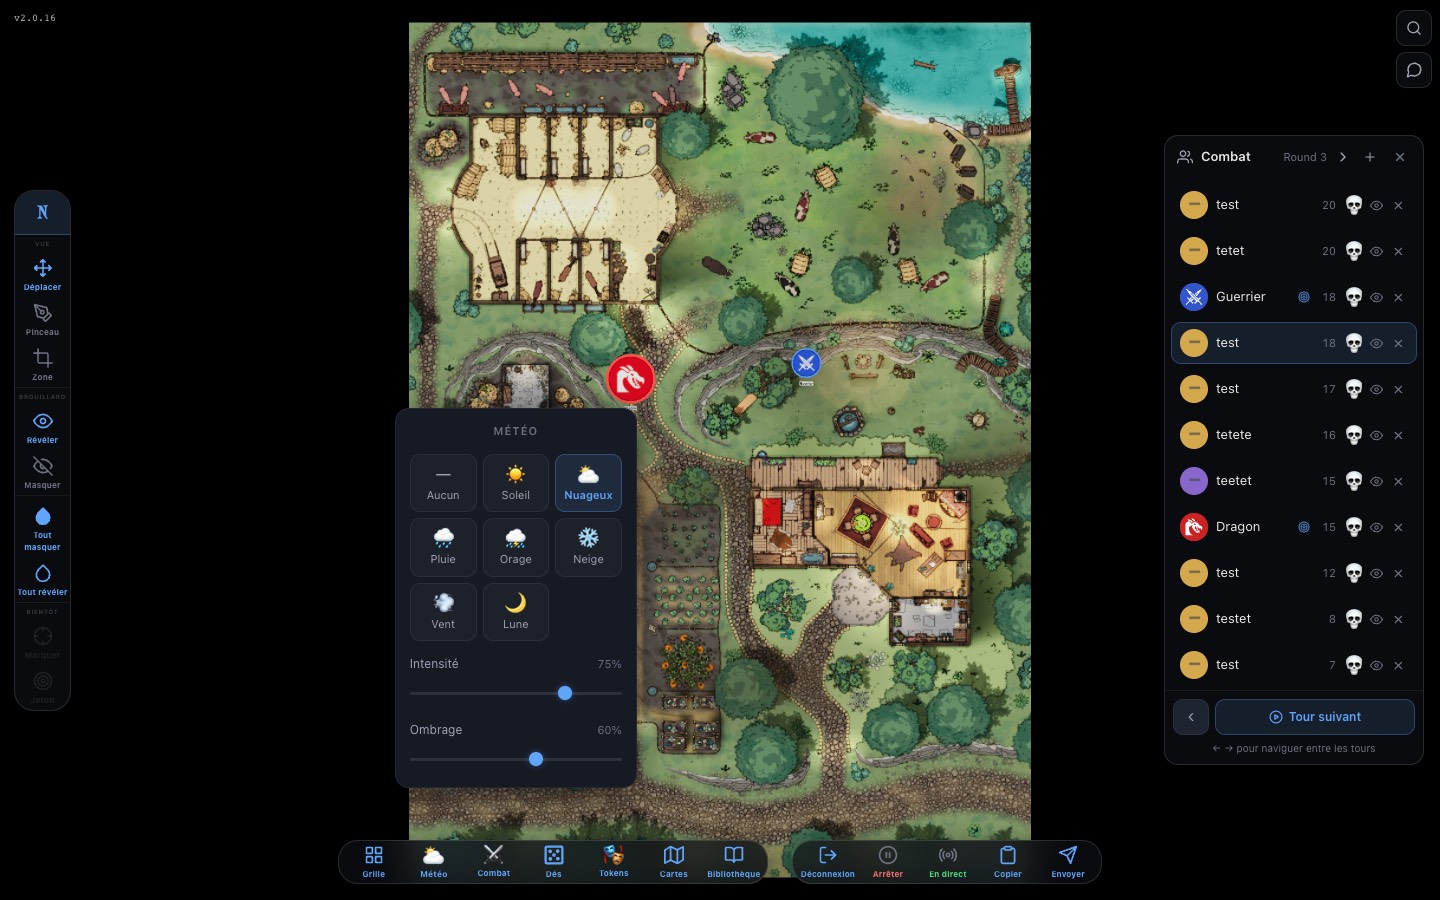 v2.0.16
N
VUE
Déplacer
Pinceau
Zone
BROUILLARD
Révéler
Masquer
Tout
masquer
Tout révéler
BIENTÔT
Marquer
Jeton
MÉTÉO
Aucun
Soleil
Nuageux
Pluie
Orage
Neige
Vent
Lune
Intensité 75%
Ombrage 60%
Combat Round 3
test 20
tetet 20
Guerrier 18
test 18
test 17
tetete 16
teetet 15
Dragon 15
test 12
testet 8
test 7
Tour suivant
← → pour naviguer entre les tours
Grille
Météo
Combat
Dés
Tokens
Cartes
Bibliothèque
Déconnexion
Arrêter
En direct
Copier
Envoyer